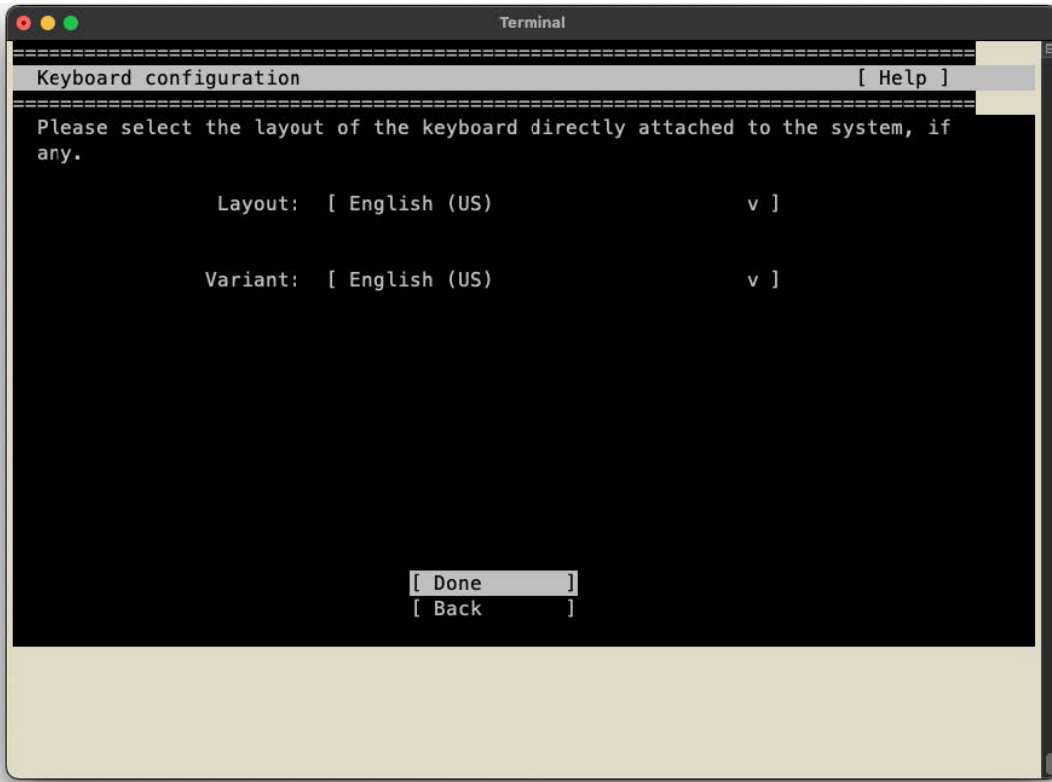 Terminal
================================================================================
Keyboard configuration [ Help ]
================================================================================
Please select the layout of the keyboard directly attached to the system, if
any.
Layout: [ English (US) v ]
Variant: [ English (US) v ]
[ Done ]
[ Back ]